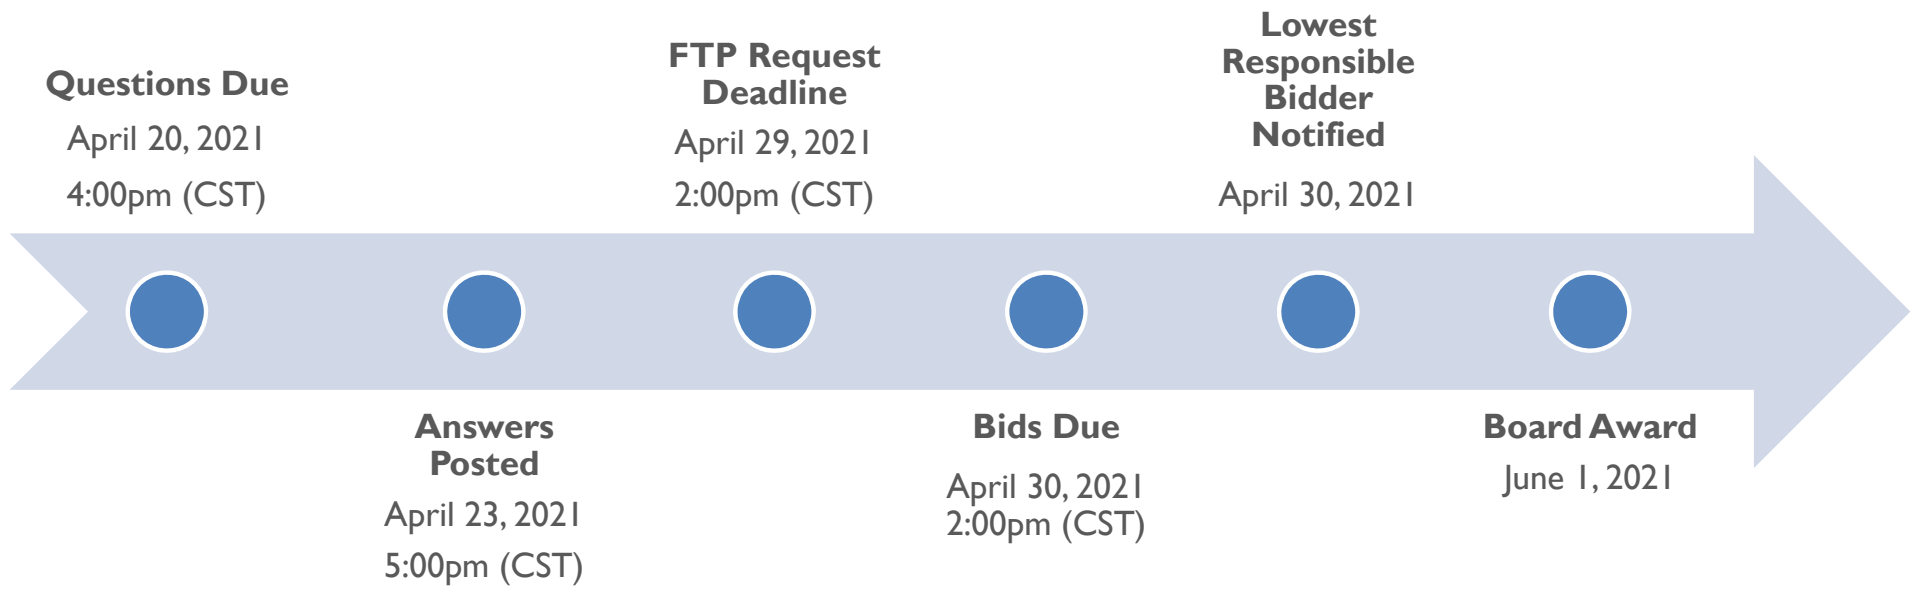 Questions Due
April 20, 2021
4:00pm (CST)
Answers
Posted
April 23, 2021
5:00pm (CST)
FTP Request
Deadline
April 29, 2021
2:00pm (CST)
Bids Due
April 30, 2021
2:00pm (CST)
Lowest
Responsible
Bidder
Notified
April 30, 2021
Board Award
June 1, 2021